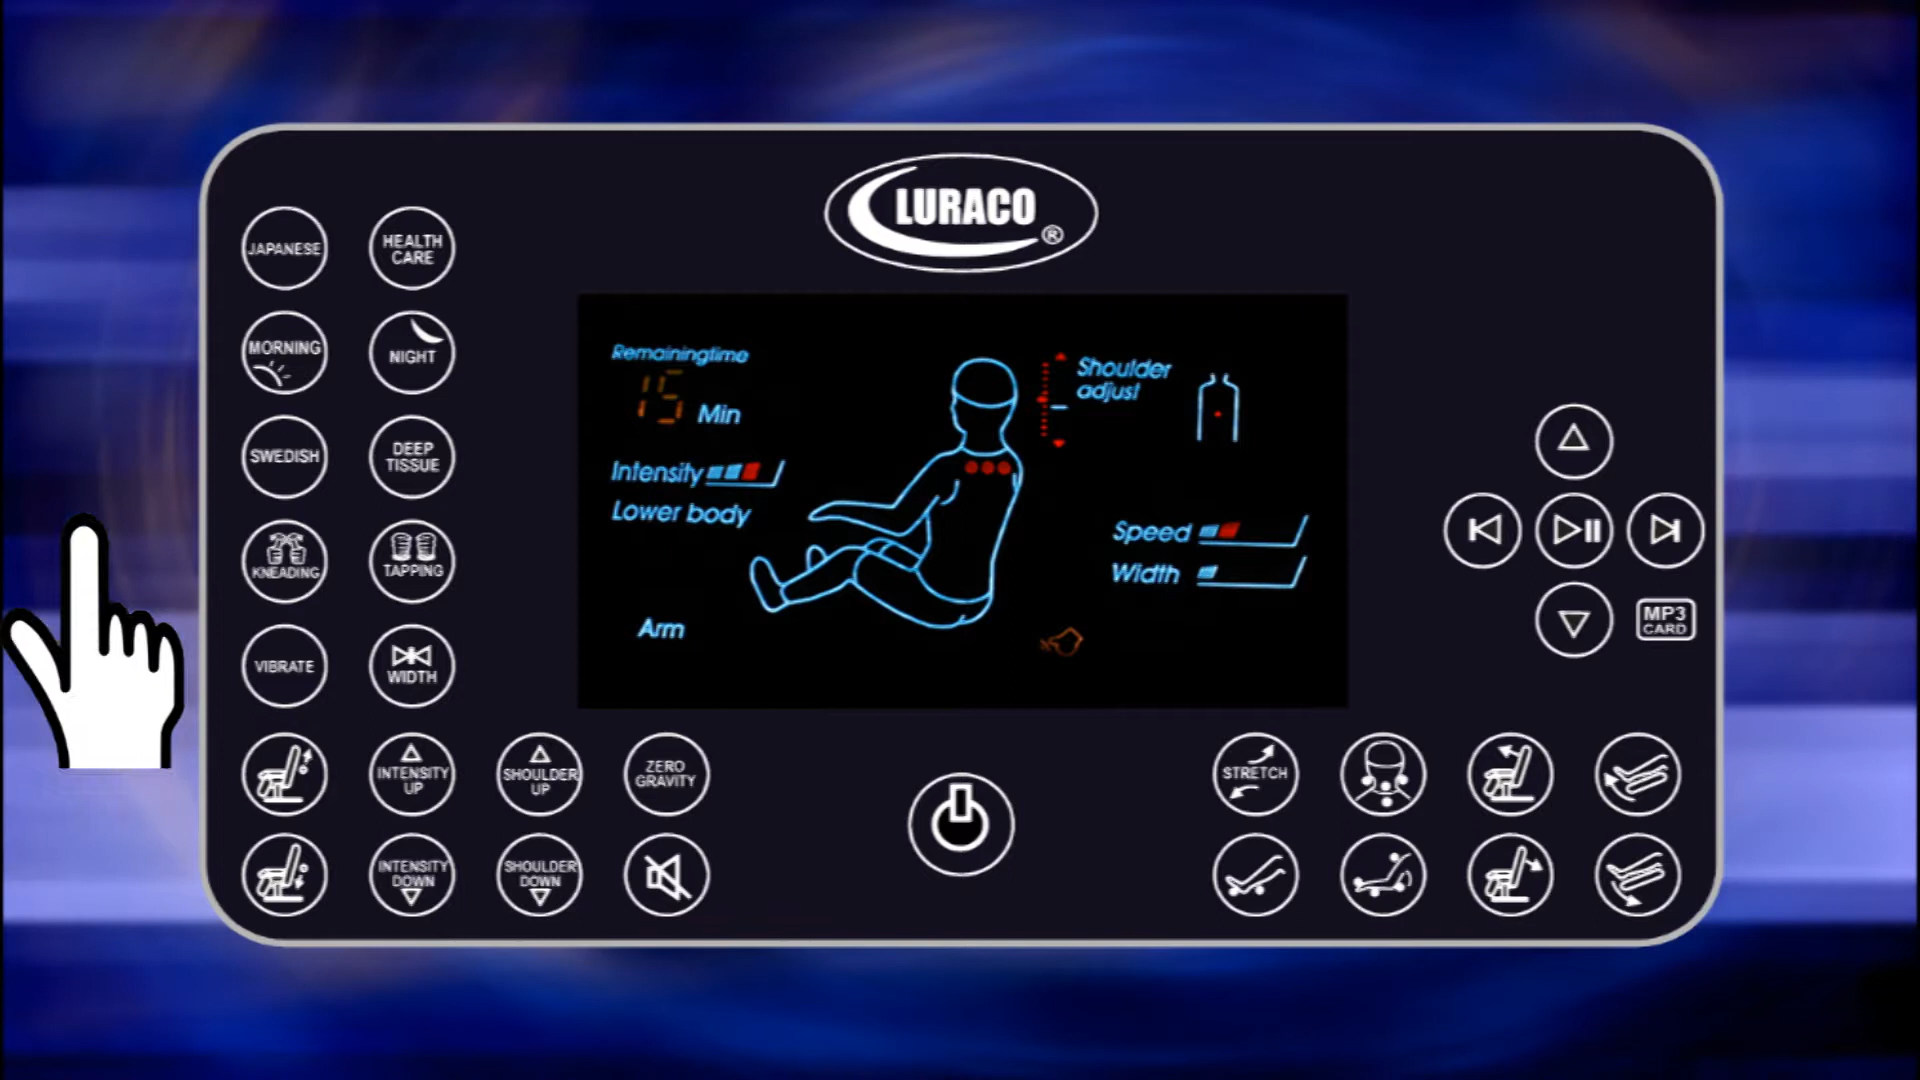 LURACO®
JAPANESE
HEALTH
CARE
MORNING
NIGHT
SWEDISH
DEEP
TISSUE
KNEADING
TAPPING
VIBRATE
WIDTH
INTENSITY
UP
SHOULDER
UP
ZERO
GRAVITY
INTENSITY
DOWN
SHOULDER
DOWN
Remainingtime
15 Min
Intensity
Lower body
Arm
Shoulder
adjust
Speed
Width
MP3
CARD
STRETCH